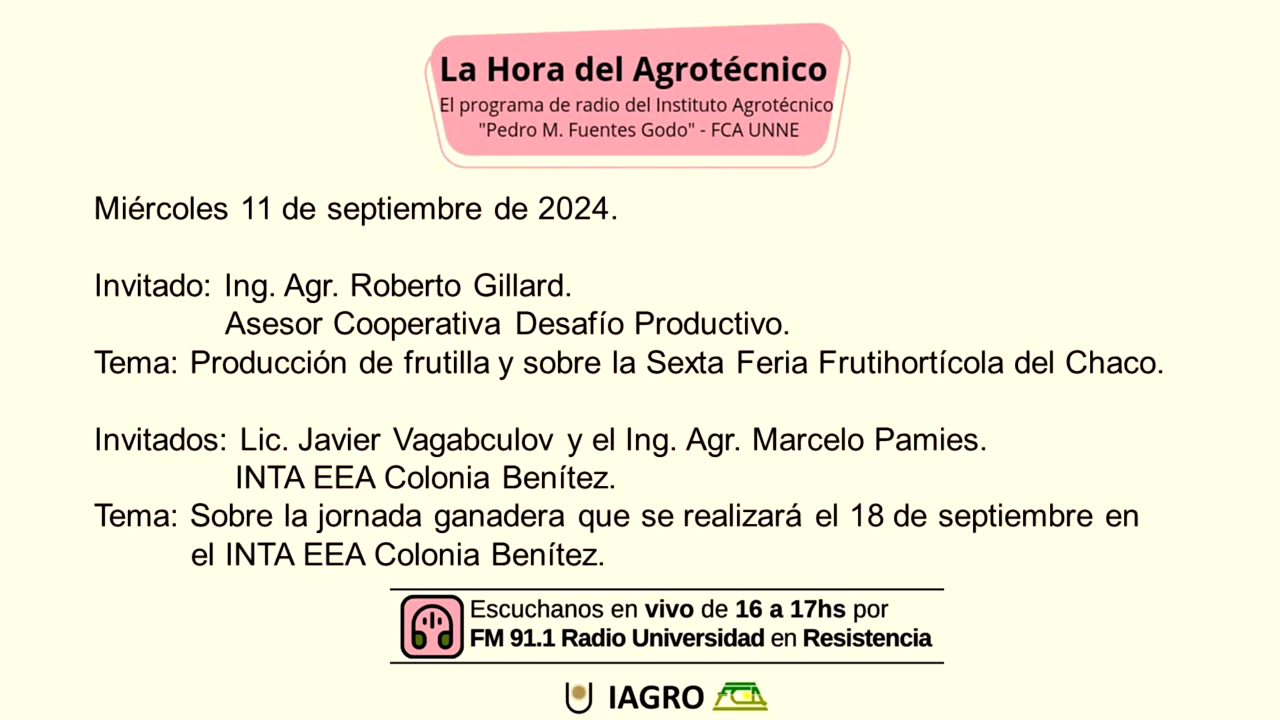 La Hora del Agrotécnico
El programa de radio del Instituto Agrotécnico
"Pedro M. Fuentes Godo" - FCA UNNE
Miércoles 11 de septiembre de 2024.
Invitado: Ing. Agr. Roberto Gillard.
Asesor Cooperativa Desafío Productivo.
Tema: Producción de frutilla y sobre la Sexta Feria Frutihortícola del Chaco.
Invitados: Lic. Javier Vagabculov y el Ing. Agr. Marcelo Pamies.
INTA EEA Colonia Benítez.
Tema: Sobre la jornada ganadera que se realizará el 18 de septiembre en
el INTA EEA Colonia Benítez.
Escuchanos en vivo de 16 a 17hs por
FM 91.1 Radio Universidad en Resistencia
IAGRO FCA